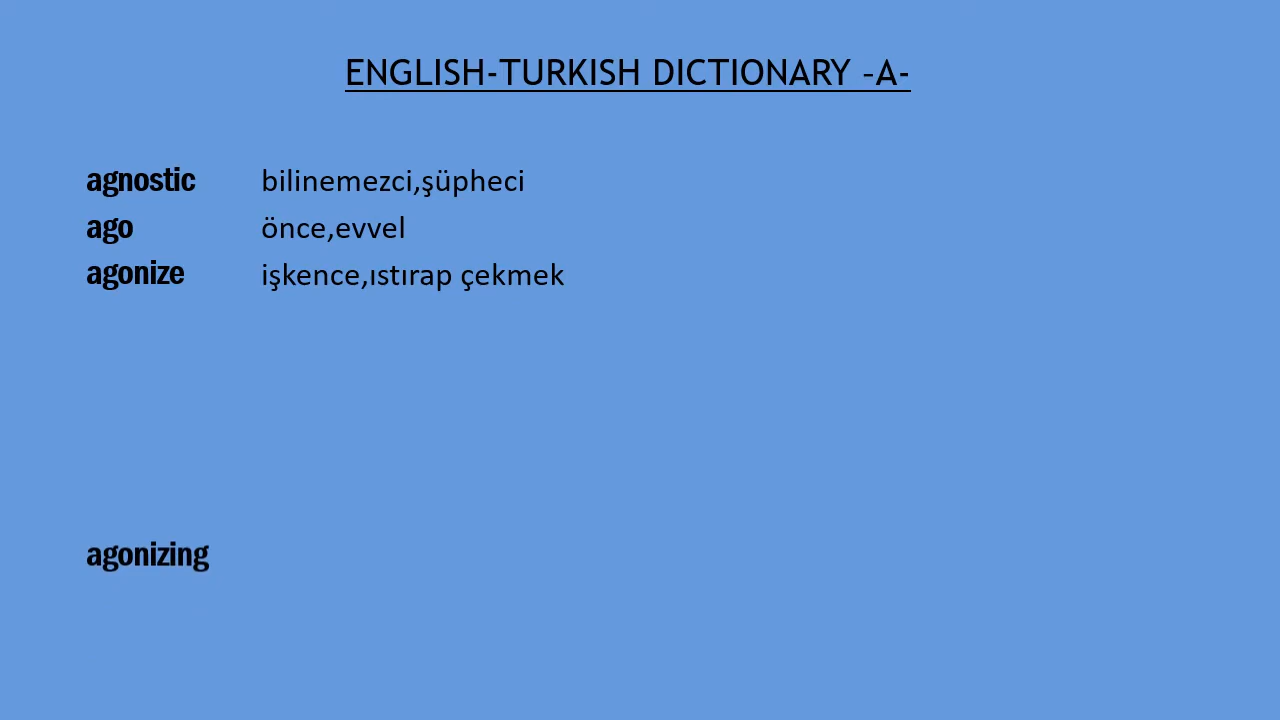 ENGLISH-TURKISH DICTIONARY –A-
agnostic bilinemezci,şüpheci
ago önce,evvel
agonize işkence,ıstırap çekmek
agonizing